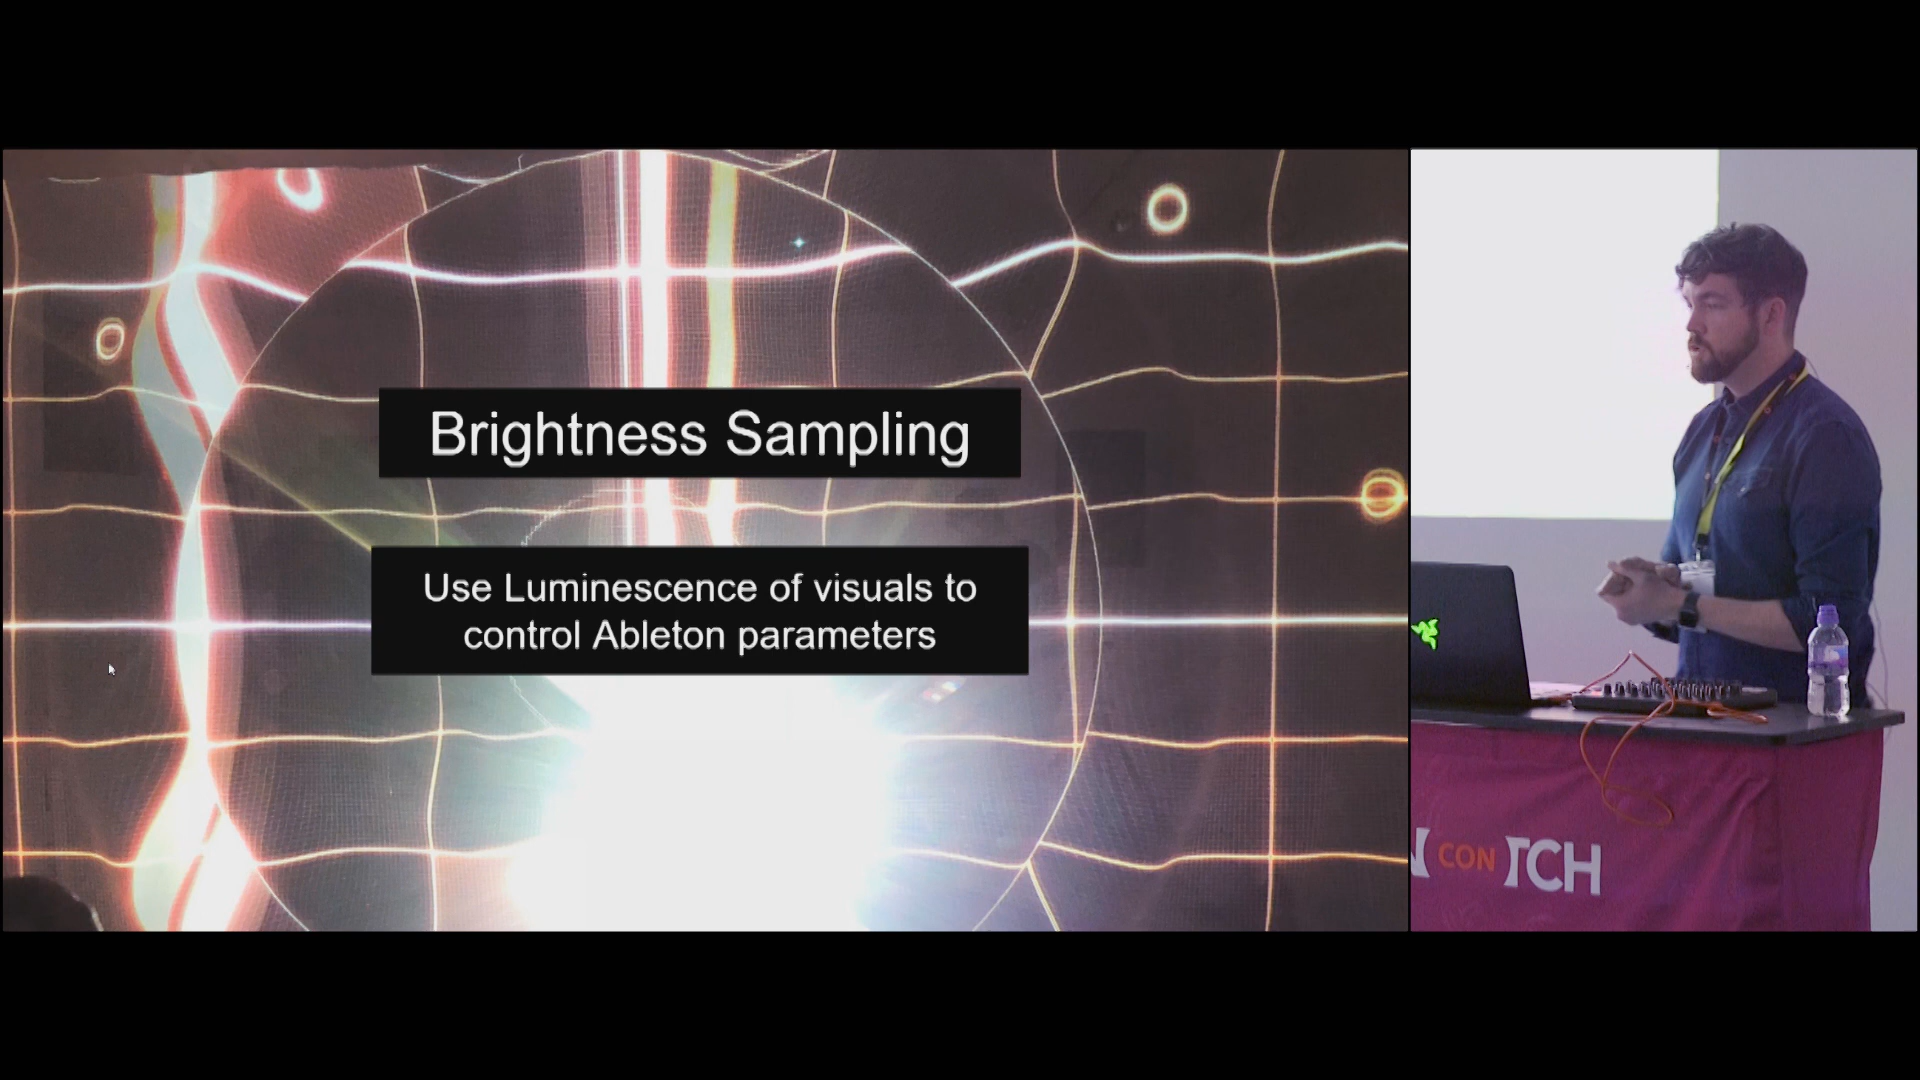 Brightness Sampling
Use Luminescence of visuals to
control Ableton parameters
CON TCH